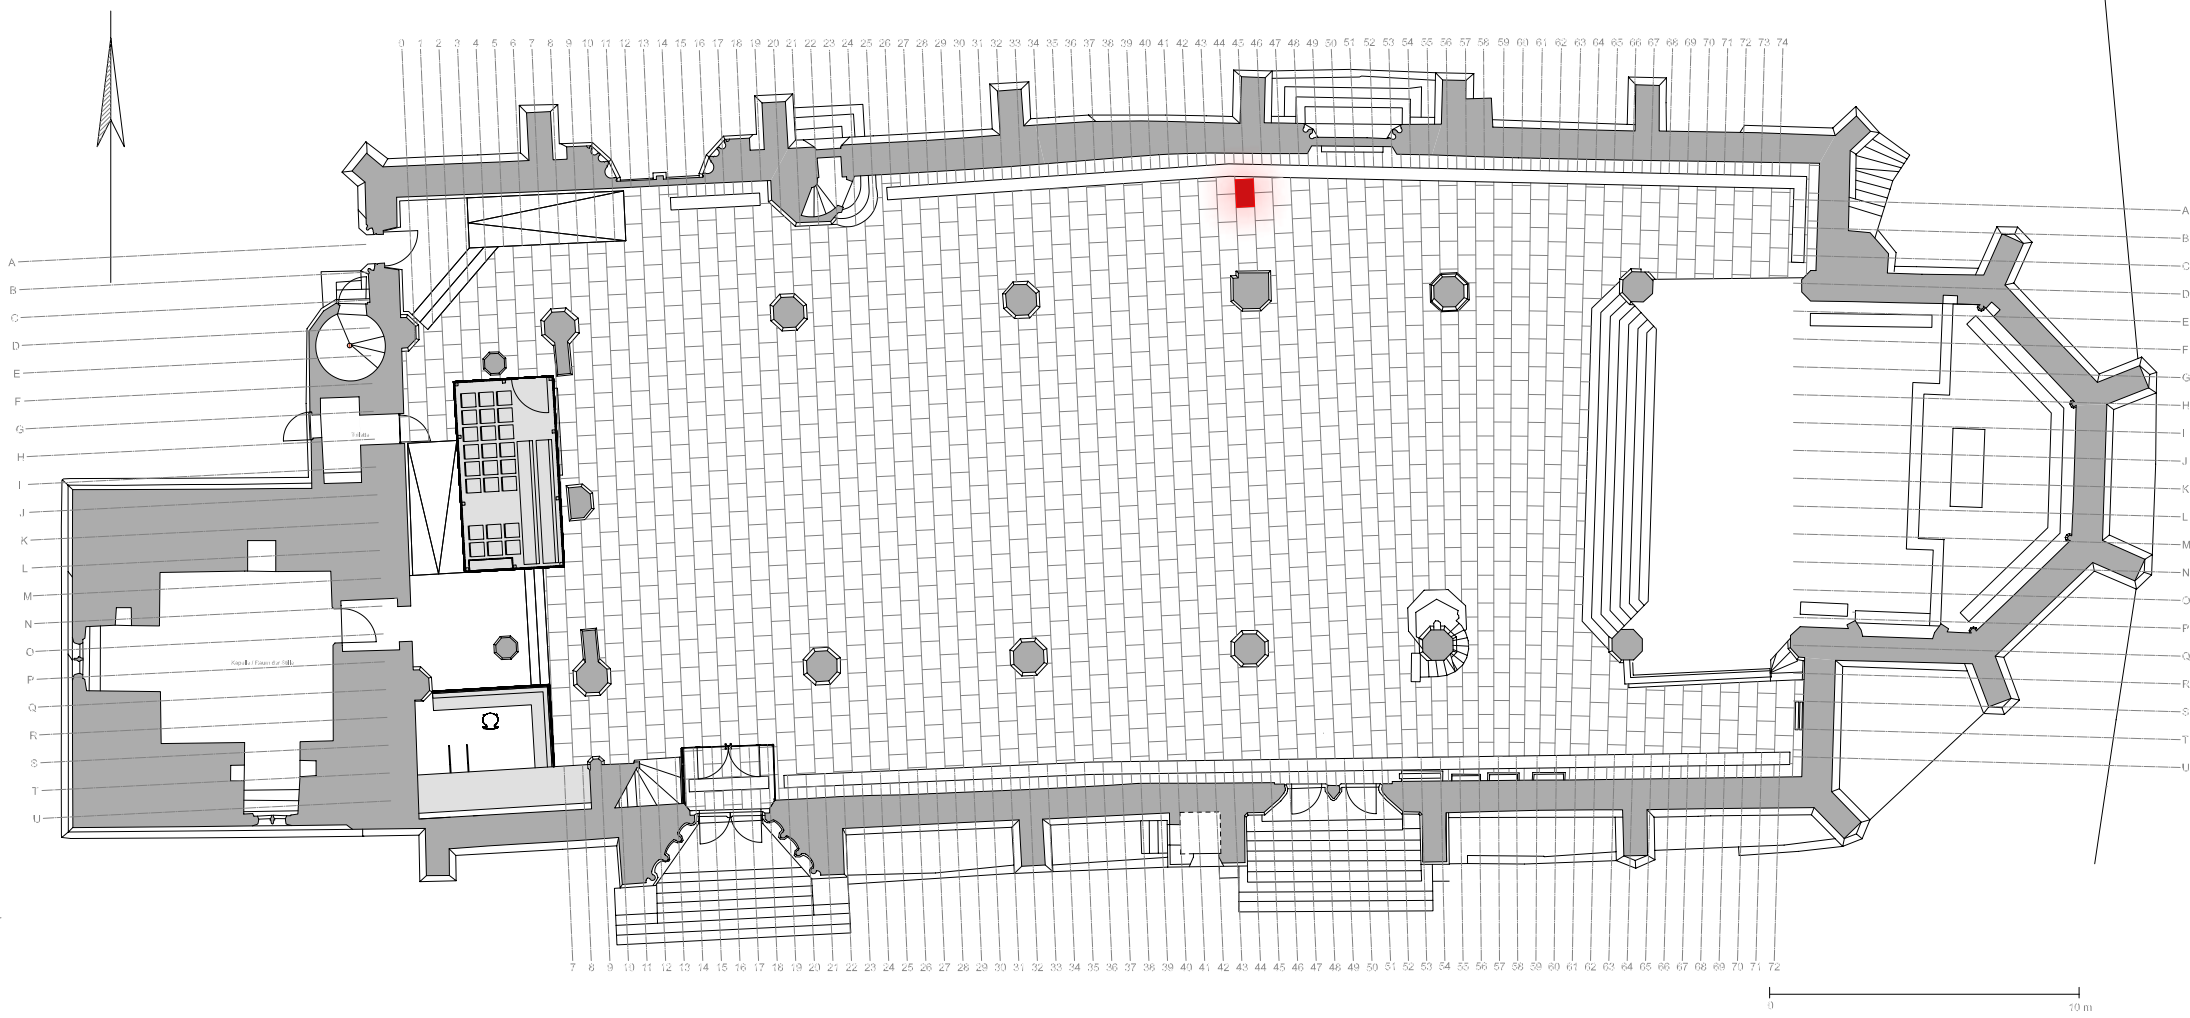 0 1 2 3 4 5 6 7 8 9 10 11 12 13 14 15 16 17 18 19 20 21 22 23 24 25 26 27 28 29 30 31 32 33 34 35 36 37 38 39 40 41 42 43 44 45 46 47 48 49 50 51 52 53 54 55 56 57 58 59 60 61 62 63 64 65 66 67 68 69 70 71 72 73 74
A
B
C
D
E
F
G
H
I
J
K
L
M
N
O
P
Q
R
S
T
U
A
B
C
D
E
F
G
H
I
J
K
L
M
N
O
P
Q
R
S
T
U
7 8 9 10 11 12 13 14 15 16 17 18 19 20 21 22 23 24 25 26 27 28 29 30 31 32 33 34 35 36 37 38 39 40 41 42 43 44 45 46 47 48 49 50 51 52 53 54 55 56 57 58 59 60 61 62 63 64 65 66 67 68 69 70 71 72
0 10 m